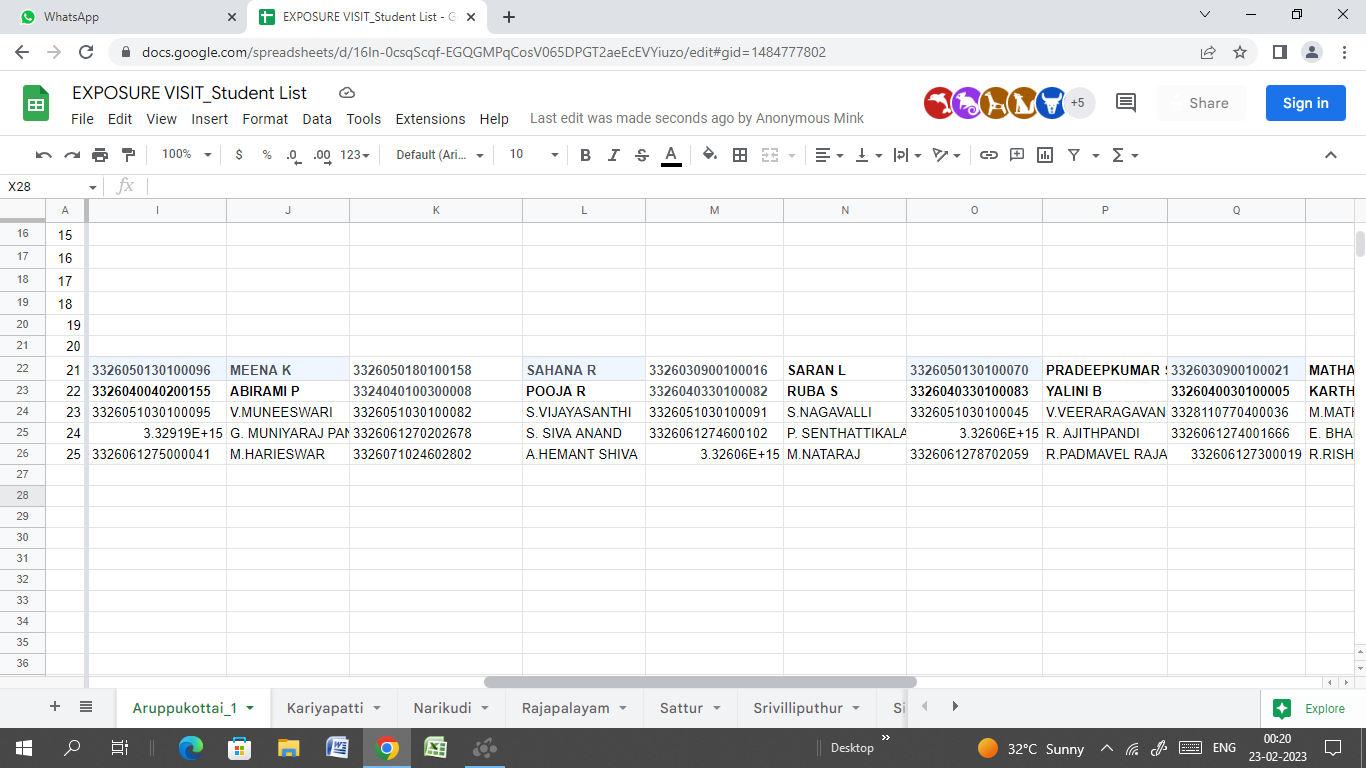 WhatsApp
EXPOSURE VISIT_Student List - G
docs.google.com/spreadsheets/d/16In-0csqScqf-EGQGMPqCosV065DPGT2aeEcEVYiuzo/edit#gid=1484777802
EXPOSURE VISIT_Student List
+5
Share
Sign in
File Edit View Insert Format Data Tools Extensions Help Last edit was made seconds ago by Anonymous Mink
100% $ % .0 .00 123 Default (Ari... 10 B I S A
X28 fx
A I J K L M N O P Q
16 15
17 16
18 17
19 18
20 19
21 20
22 21 3326050130100096 MEENA K 3326050180100158 SAHANA R 3326030900100016 SARAN L 3326050130100070 PRADEEPKUMAR 3326030900100021 MATHA
23 22 3326040040200155 ABIRAMI P 3324040100300008 POOJA R 3326040330100082 RUBA S 3326040330100083 YALINI B 3326040030100005 KARTH
24 23 3326051030100095 V.MUNEESWARI 3326051030100082 S.VIJAYASANTHI 3326051030100091 S.NAGAVALLI 3326051030100045 V.VEERARAGAVAN 3328110770400036 M.MATH
25 24 3.32919E+15 G. MUNIYARAJ PAN 3326061270202678 S. SIVA ANAND 3326061274600102 P. SENTHATTIKALA 3.32606E+15 R. AJITHPANDI 3326061274001666 E. BHA
26 25 3326061275000041 M.HARIESWAR 3326071024602802 A.HEMANT SHIVA 3.32606E+15 M.NATARAJ 3326061278702059 R.PADMAVEL RAJA 332606127300019 R.RISH
27
28
29
30
31
32
33
34
35
36
Aruppukottai_1 Kariyapatti Narikudi Rajapalayam Sattur Srivilliputhur Si
Explore
Desktop
32°C Sunny
ENG
00:20
23-02-2023